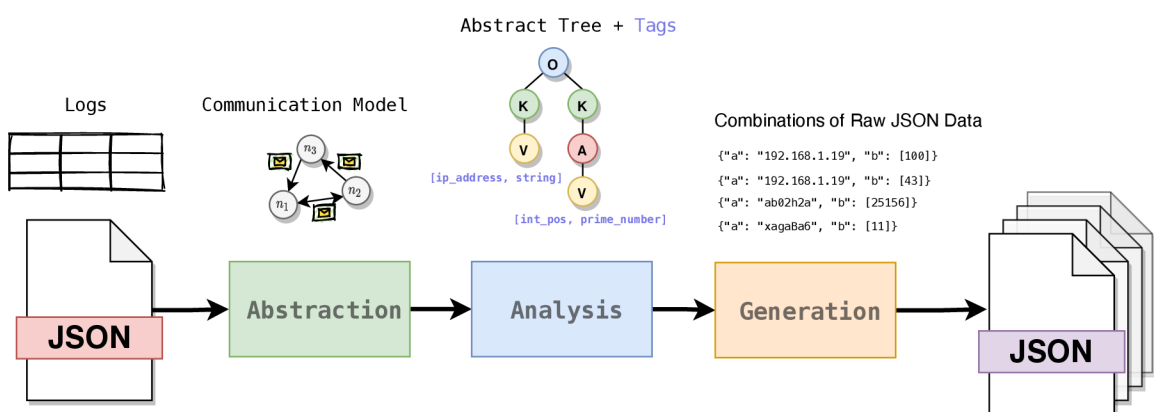 Abstract Tree + Tags
O
Logs
Communication Model
K
K
Combinations of Raw JSON Data
n3
V
A
{"a": "192.168.1.19", "b": [100]}
[ip_address, string]
{"a": "192.168.1.19", "b": [43]}
n2
V
n1
{"a": "ab02h2a", "b": [25156]}
[int_pos, prime_number]
{"a": "xagaBa6", "b": [11]}
JSON
Abstraction
Analysis
Generation
JSON